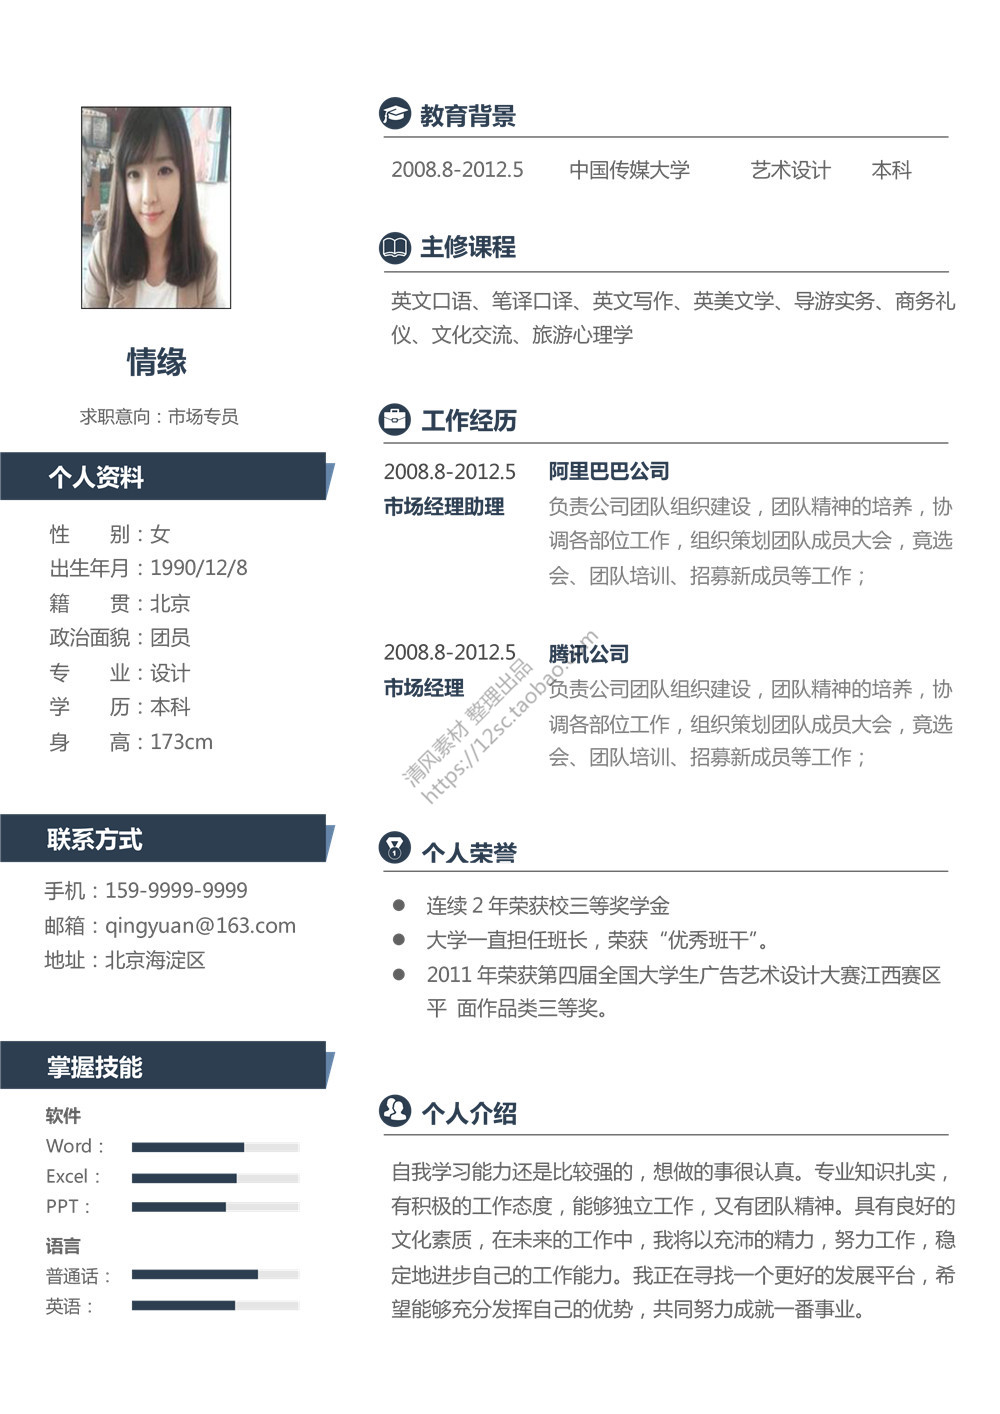 情缘
求职意向：市场专员
个人资料
性　　别：女
出生年月：1990/12/8
籍　　贯：北京
政治面貌：团员
专　　业：设计
学　　历：本科
身　　高：173cm
联系方式
手机：159-9999-9999
邮箱：qingyuan@163.com
地址：北京海淀区
掌握技能
软件
Word：
Excel：
PPT：
语言
普通话：
英语：
教育背景
2008.8-2012.5　中国传媒大学　艺术设计　本科
主修课程
英文口语、笔译口译、英文写作、英美文学、导游实务、商务礼
仪、文化交流、旅游心理学
工作经历
2008.8-2012.5　阿里巴巴公司
市场经理助理　负责公司团队组织建设，团队精神的培养，协
调各部位工作，组织策划团队成员大会，竟选
会、团队培训、招募新成员等工作；
2008.8-2012.5　腾讯公司
市场经理　负责公司团队组织建设，团队精神的培养，协
调各部位工作，组织策划团队成员大会，竟选
会、团队培训、招募新成员等工作；
清风素材 整理出品
https://12sc.taobao.com
个人荣誉
● 连续 2 年荣获校三等奖学金
● 大学一直担任班长，荣获“优秀班干”。
● 2011 年荣获第四届全国大学生广告艺术设计大赛江西赛区
平 面作品类三等奖。
个人介绍
自我学习能力还是比较强的，想做的事很认真。专业知识扎实，
有积极的工作态度，能够独立工作，又有团队精神。具有良好的
文化素质，在未来的工作中，我将以充沛的精力，努力工作，稳
定地进步自己的工作能力。我正在寻找一个更好的发展平台，希
望能够充分发挥自己的优势，共同努力成就一番事业。